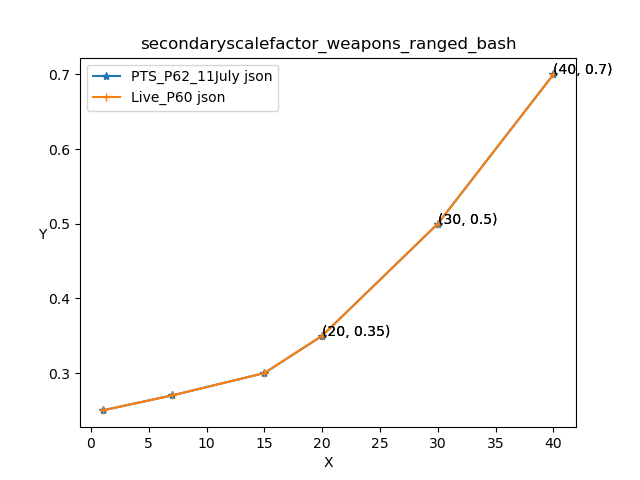 secondaryscalefactor_weapons_ranged_bash
PTS_P62_11July json
Live_P60 json
(40, 0.7)
(30, 0.5)
(20, 0.35)
0.7
0.6
0.5
0.4
0.3
Y
0 5 10 15 20 25 30 35 40
X